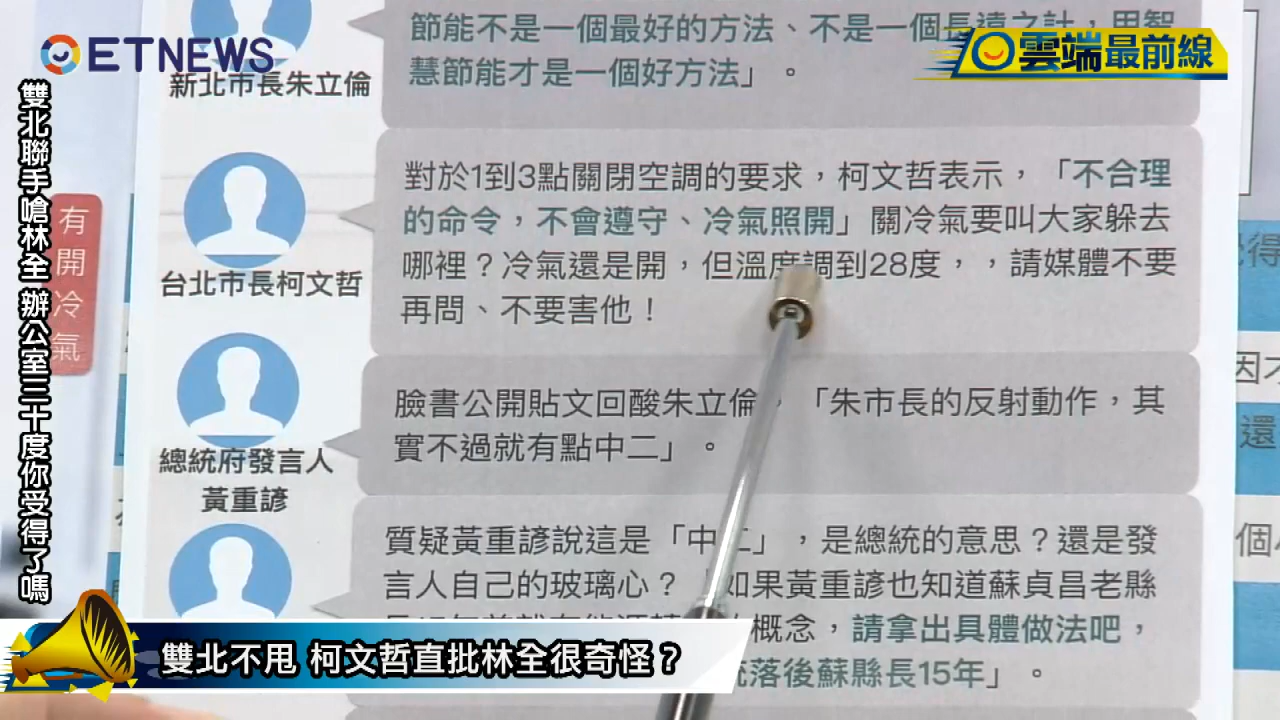 ETNEWS
雲端最前線
雙北聯手嗆林全 辦公室三十度你受得了嗎
有開冷氣
節能不是一個最好的方法、不是一個長遠之計，用智
慧節能才是一個好方法」。
新北市長朱立倫
對於1到3點關閉空調的要求，柯文哲表示，「不合理
的命令，不會遵守、冷氣照開」關冷氣要叫大家躲去
哪裡？冷氣還是開，但溫度調到28度，，請媒體不要
再問、不要害他！
台北市長柯文哲
臉書公開貼文回酸朱立倫，「朱市長的反射動作，其
實不過就有點中二」。
總統府發言人
黃重諺
質疑黃重諺說這是「中二」，是總統的意思？還是發
言人自己的玻璃心？「如果黃重諺也知道蘇貞昌老縣
概念，請拿出具體做法吧，
落後蘇縣長15年」。
覺得
因
還
個
雙北不甩 柯文哲直批林全很奇怪？